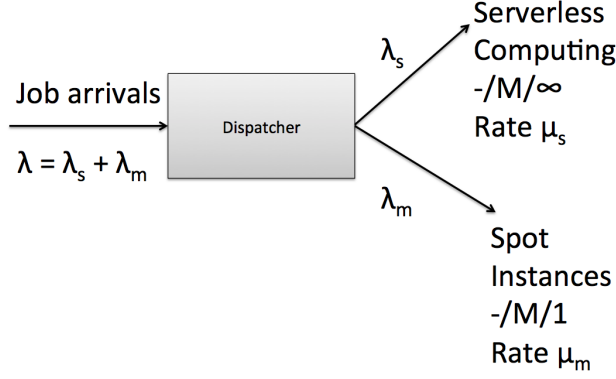 Job arrivals
λ = λs + λm
Dispatcher
λs
λm
Serverless
Computing
-/M/∞
Rate μs
Spot
Instances
-/M/1
Rate μm